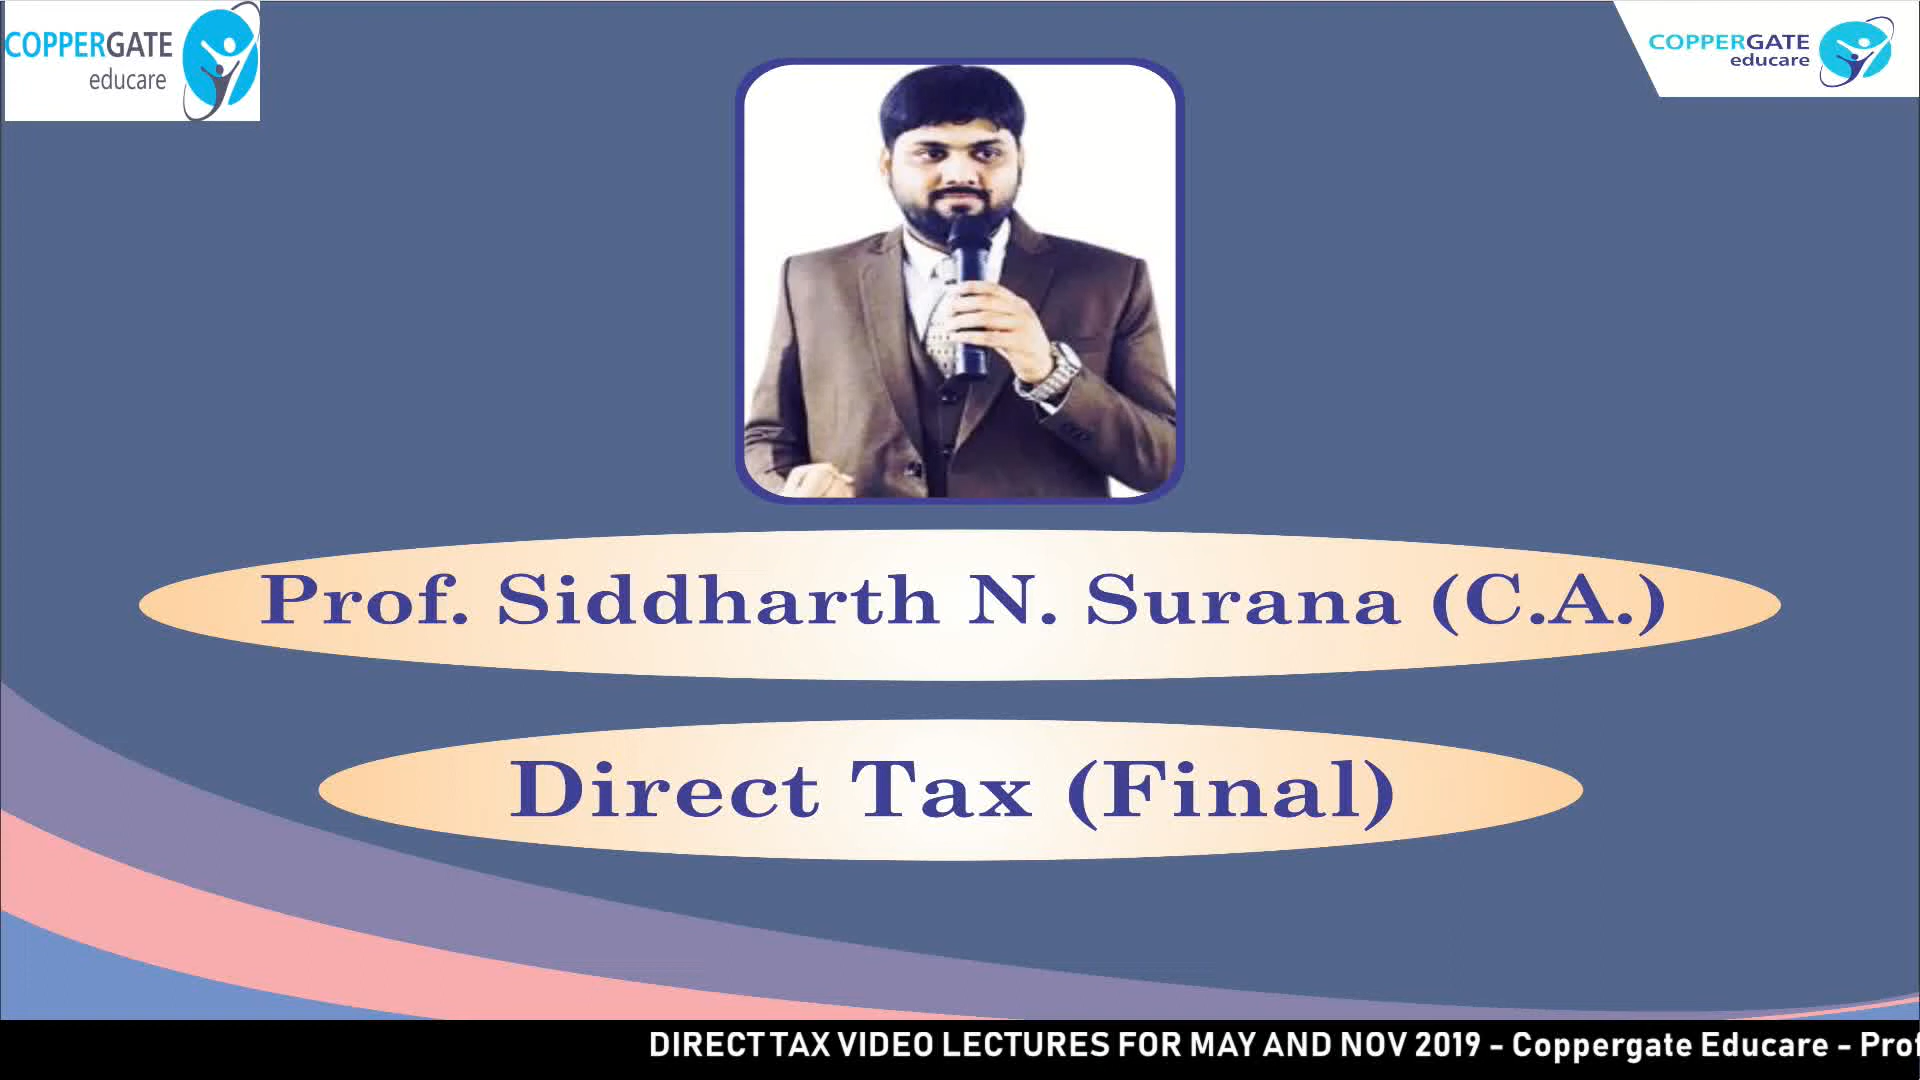 COPPERGATE
educare
COPPERGATE
educare
Prof. Siddharth N. Surana (C.A.)
Direct Tax (Final)
DIRECT TAX VIDEO LECTURES FOR MAY AND NOV 2019 - Coppergate Educare - Prof